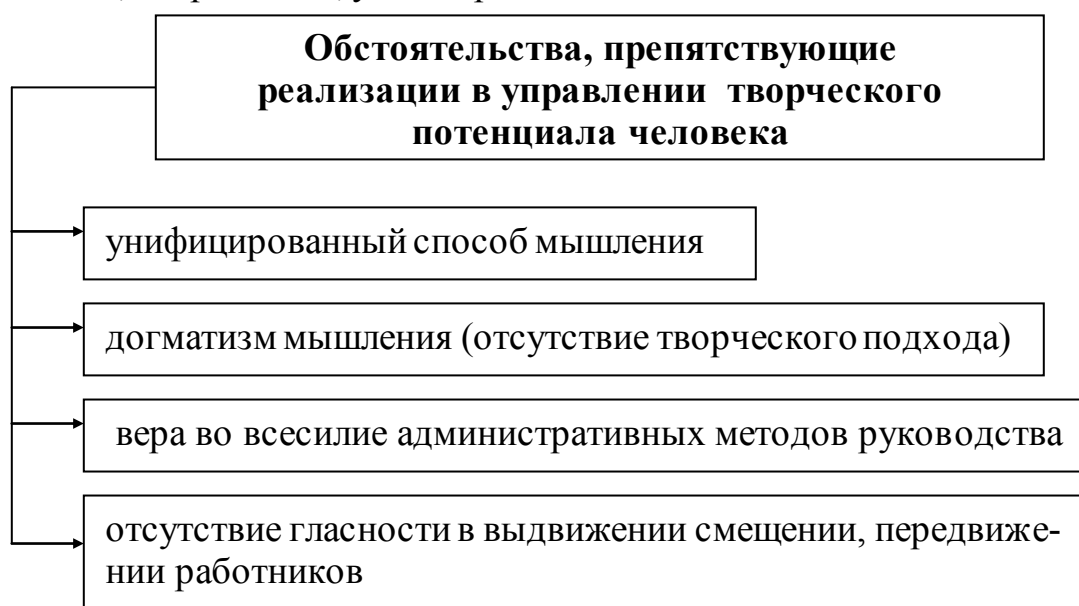 Обстоятельства, препятствующие
реализации в управлении творческого
потенциала человека
унифицированный способ мышления
догматизм мышления (отсутствие творческого подхода)
вера во всесилие административных методов руководства
отсутствие гласности в выдвижении смещении, передвиже-
нии работников